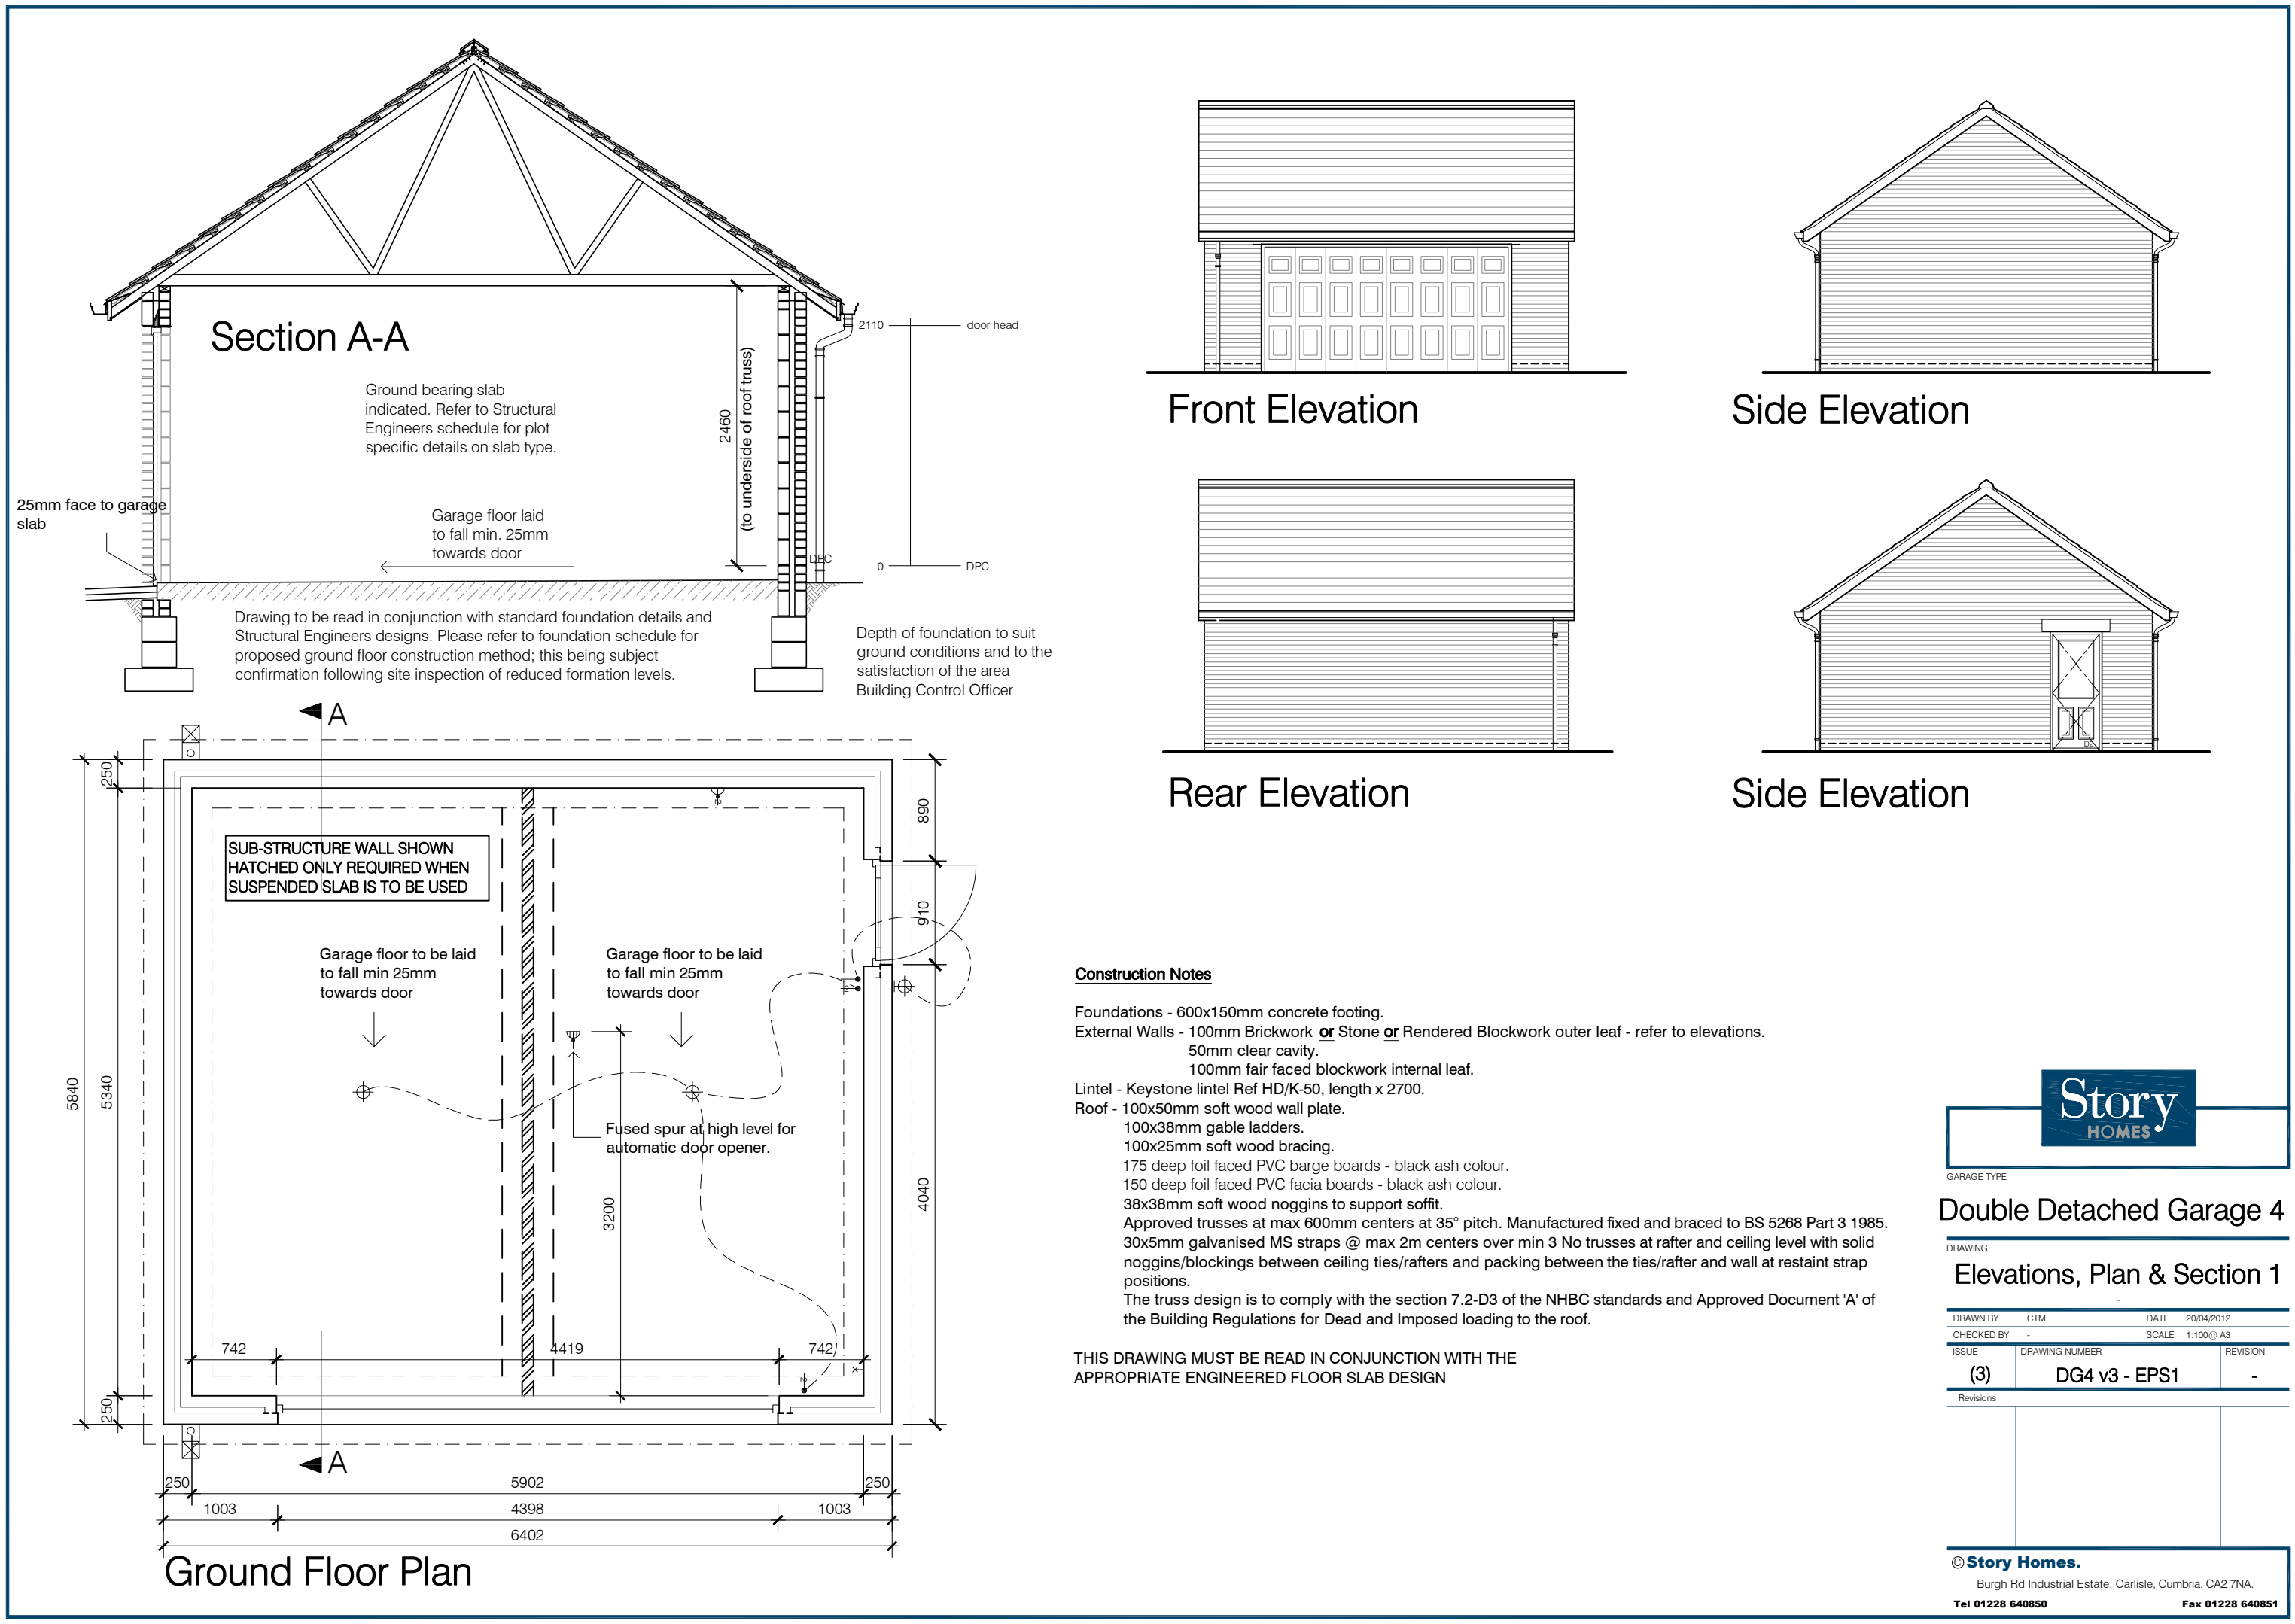 Section A-A
Ground bearing slab
indicated. Refer to Structural
Engineers schedule for plot
specific details on slab type.
2460
(to underside of roof truss)
2110
door head
25mm face to garage
slab
Garage floor laid
to fall min. 25mm
towards door
DPC
0
DPC
Drawing to be read in conjunction with standard foundation details and
Structural Engineers designs. Please refer to foundation schedule for
proposed ground floor construction method; this being subject
confirmation following site inspection of reduced formation levels.
Depth of foundation to suit
ground conditions and to the
satisfaction of the area
Building Control Officer
Front Elevation
Side Elevation
Rear Elevation
Side Elevation
A
250
5840
5340
250
SUB-STRUCTURE WALL SHOWN
HATCHED ONLY REQUIRED WHEN
SUSPENDED SLAB IS TO BE USED
2
890
910
4040
Garage floor to be laid
to fall min 25mm
towards door
Garage floor to be laid
to fall min 25mm
towards door
2
Fused spur at high level for
automatic door opener.
3200
742
4419
742
2
A
250
5902
250
1003
4398
1003
6402
Ground Floor Plan
Construction Notes
Foundations - 600x150mm concrete footing.
External Walls - 100mm Brickwork or Stone or Rendered Blockwork outer leaf - refer to elevations.
50mm clear cavity.
100mm fair faced blockwork internal leaf.
Lintel - Keystone lintel Ref HD/K-50, length x 2700.
Roof - 100x50mm soft wood wall plate.
100x38mm gable ladders.
100x25mm soft wood bracing.
175 deep foil faced PVC barge boards - black ash colour.
150 deep foil faced PVC facia boards - black ash colour.
38x38mm soft wood noggins to support soffit.
Approved trusses at max 600mm centers at 35° pitch. Manufactured fixed and braced to BS 5268 Part 3 1985.
30x5mm galvanised MS straps @ max 2m centers over min 3 No trusses at rafter and ceiling level with solid
noggins/blockings between ceiling ties/rafters and packing between the ties/rafter and wall at restaint strap
positions.
The truss design is to comply with the section 7.2-D3 of the NHBC standards and Approved Document 'A' of
the Building Regulations for Dead and Imposed loading to the roof.
THIS DRAWING MUST BE READ IN CONJUNCTION WITH THE
APPROPRIATE ENGINEERED FLOOR SLAB DESIGN
Story
HOMES
GARAGE TYPE
Double Detached Garage 4
DRAWING
Elevations, Plan & Section 1
-
DRAWN BY CTM DATE 20/04/2012
CHECKED BY - SCALE 1:100@ A3
ISSUE DRAWING NUMBER REVISION
(3) DG4 v3 - EPS1 -
Revisions
- - -
©Story Homes.
Burgh Rd Industrial Estate, Carlisle, Cumbria. CA2 7NA.
Tel 01228 640850 Fax 01228 640851